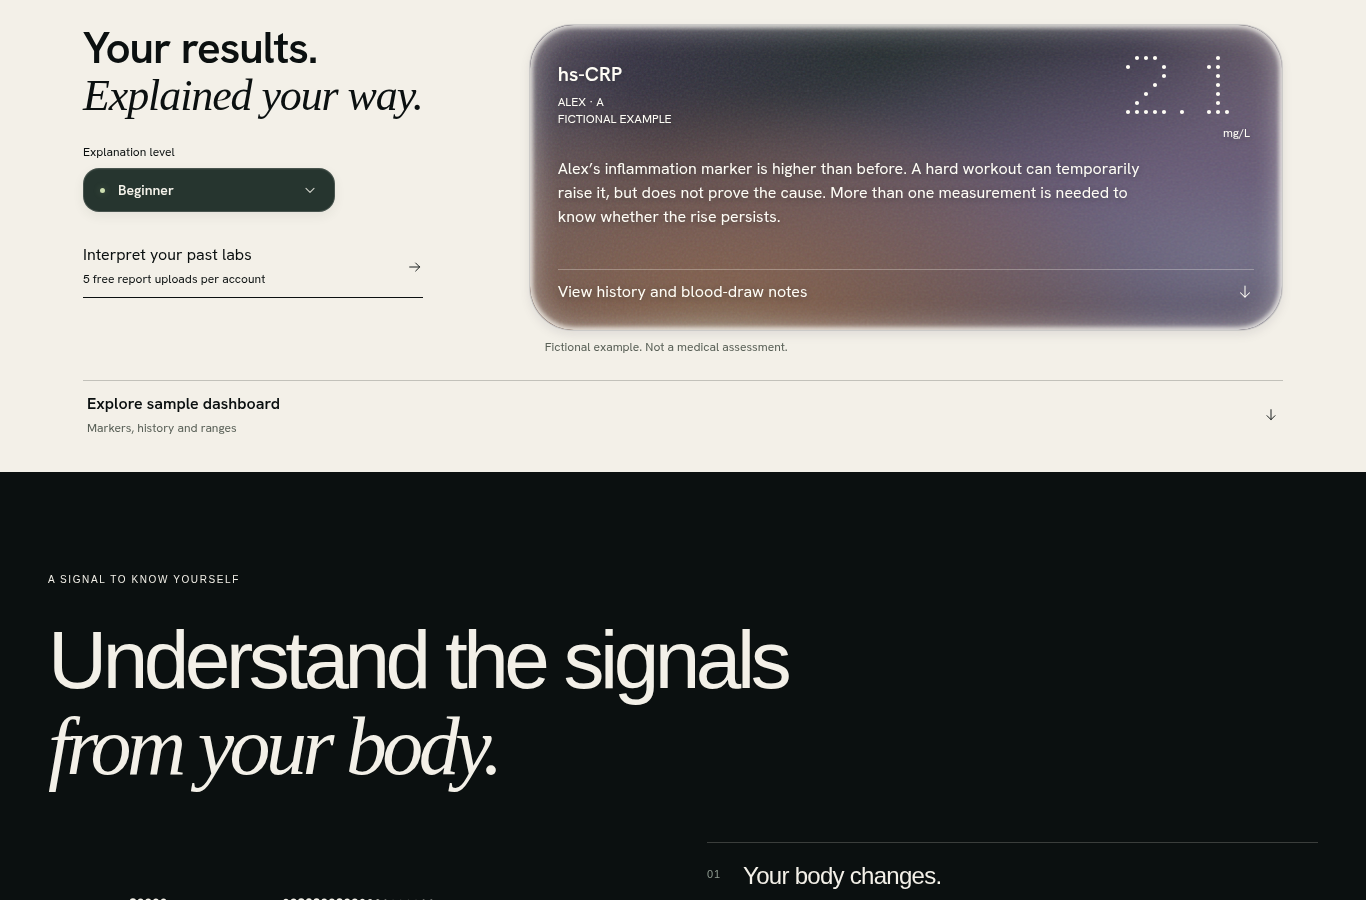 Your results.
Explained your way.
Explanation level
Beginner
Interpret your past labs
5 free report uploads per account
hs-CRP
ALEX · A
FICTIONAL EXAMPLE
2.1
mg/L
Alex’s inflammation marker is higher than before. A hard workout can temporarily
raise it, but does not prove the cause. More than one measurement is needed to
know whether the rise persists.
View history and blood-draw notes
Fictional example. Not a medical assessment.
Explore sample dashboard
Markers, history and ranges
A SIGNAL TO KNOW YOURSELF
Understand the signals
from your body.
01
Your body changes.